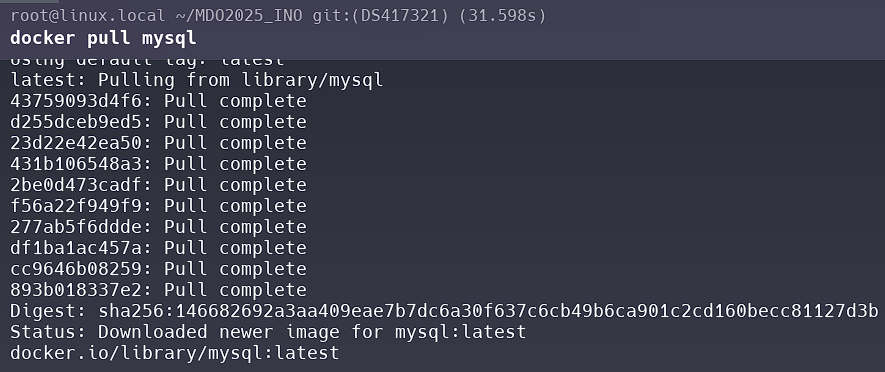 root@linux.local ~/MDO2025_INO git:(DS417321) (31.598s)
docker pull mysql
Using default tag: latest
latest: Pulling from library/mysql
43759093d4f6: Pull complete
d255dceb9ed5: Pull complete
23d22e42ea50: Pull complete
431b106548a3: Pull complete
2be0d473cadf: Pull complete
f56a22f949f9: Pull complete
277ab5f6ddde: Pull complete
df1ba1ac457a: Pull complete
cc9646b08259: Pull complete
893b018337e2: Pull complete
Digest: sha256:146682692a3aa409eae7b7dc6a30f637c6cb49b6ca901c2cd160becc81127d3b
Status: Downloaded newer image for mysql:latest
docker.io/library/mysql:latest